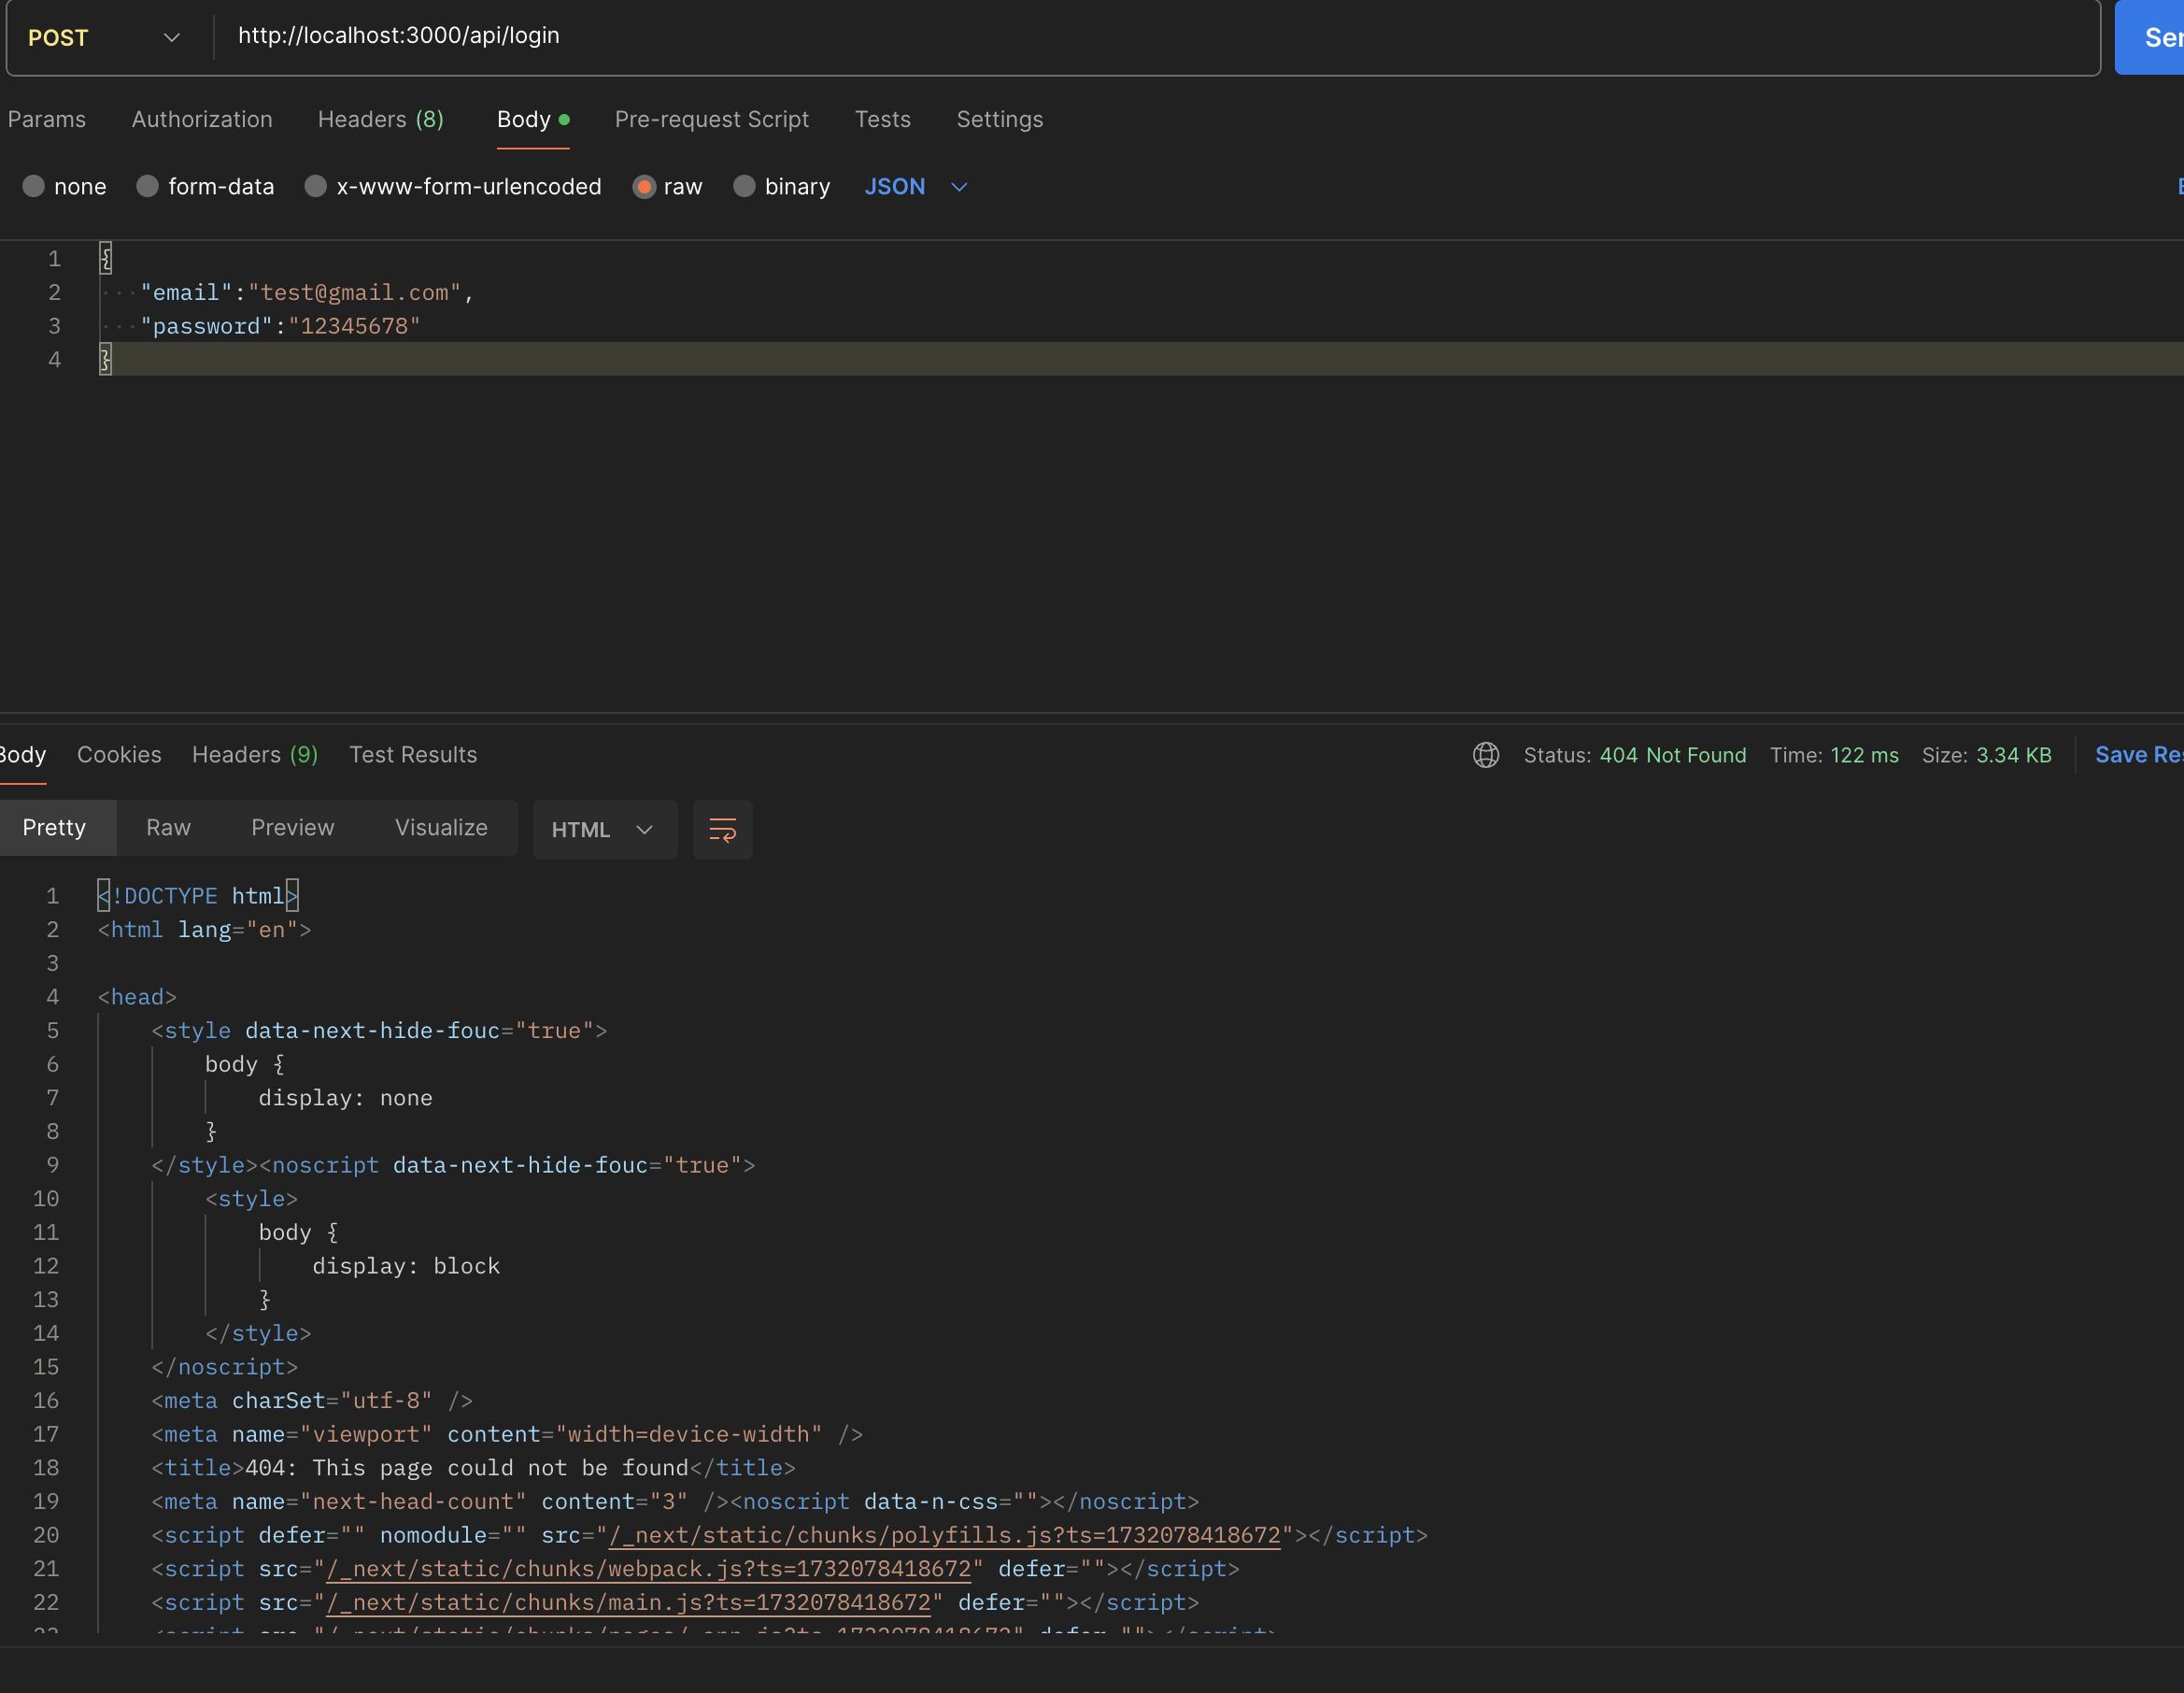 POST http://localhost:3000/api/login
Params Authorization Headers (8) Body Pre-request Script Tests Settings
none form-data x-www-form-urlencoded raw binary JSON
1 {
2 "email":"test@gmail.com",
3 "password":"12345678"
4 }
Body Cookies Headers (9) Test Results Status: 404 Not Found Time: 122 ms Size: 3.34 KB Save
Pretty Raw Preview Visualize HTML
1 <!DOCTYPE html>
2 <html lang="en">
3
4 <head>
5 <style data-next-hide-fouc="true">
6 body {
7 display: none
8 }
9 </style><noscript data-next-hide-fouc="true">
10 <style>
11 body {
12 display: block
13 }
14 </style>
15 </noscript>
16 <meta charSet="utf-8" />
17 <meta name="viewport" content="width=device-width" />
18 <title>404: This page could not be found</title>
19 <meta name="next-head-count" content="3" /><noscript data-n-css=""></noscript>
20 <script defer="" nomodule="" src="/_next/static/chunks/polyfills.js?ts=1732078418672"></script>
21 <script src="/_next/static/chunks/webpack.js?ts=1732078418672" defer=""></script>
22 <script src="/_next/static/chunks/main.js?ts=1732078418672" defer=""></script>